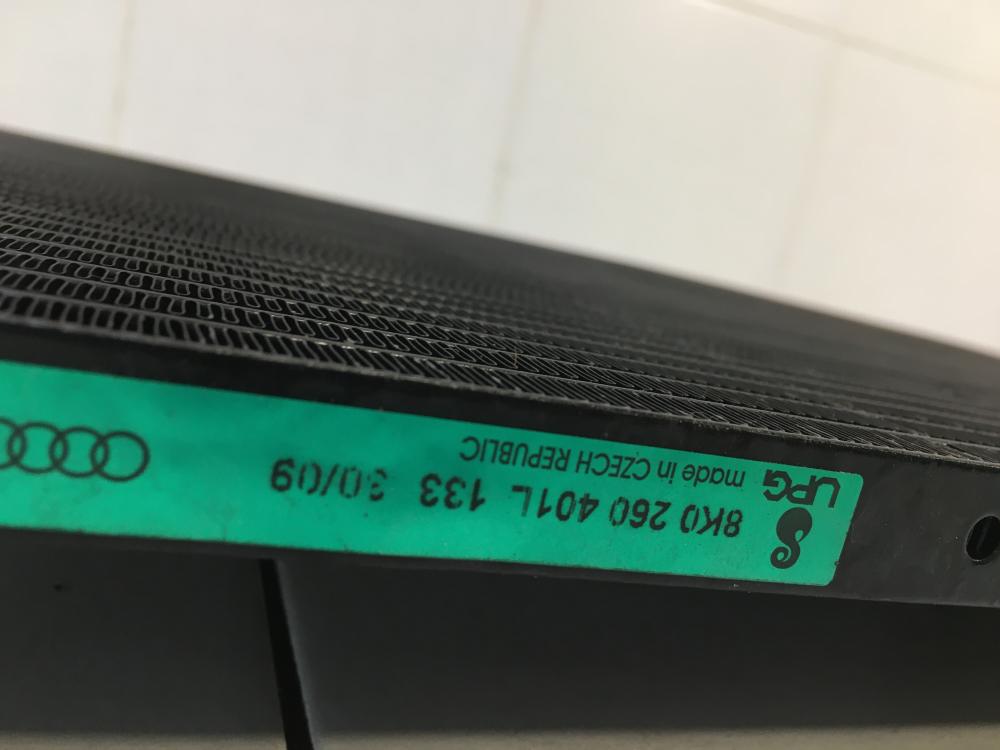 UPG made in CZECH REPUBLIC
8K0 260 401L 133 30/09